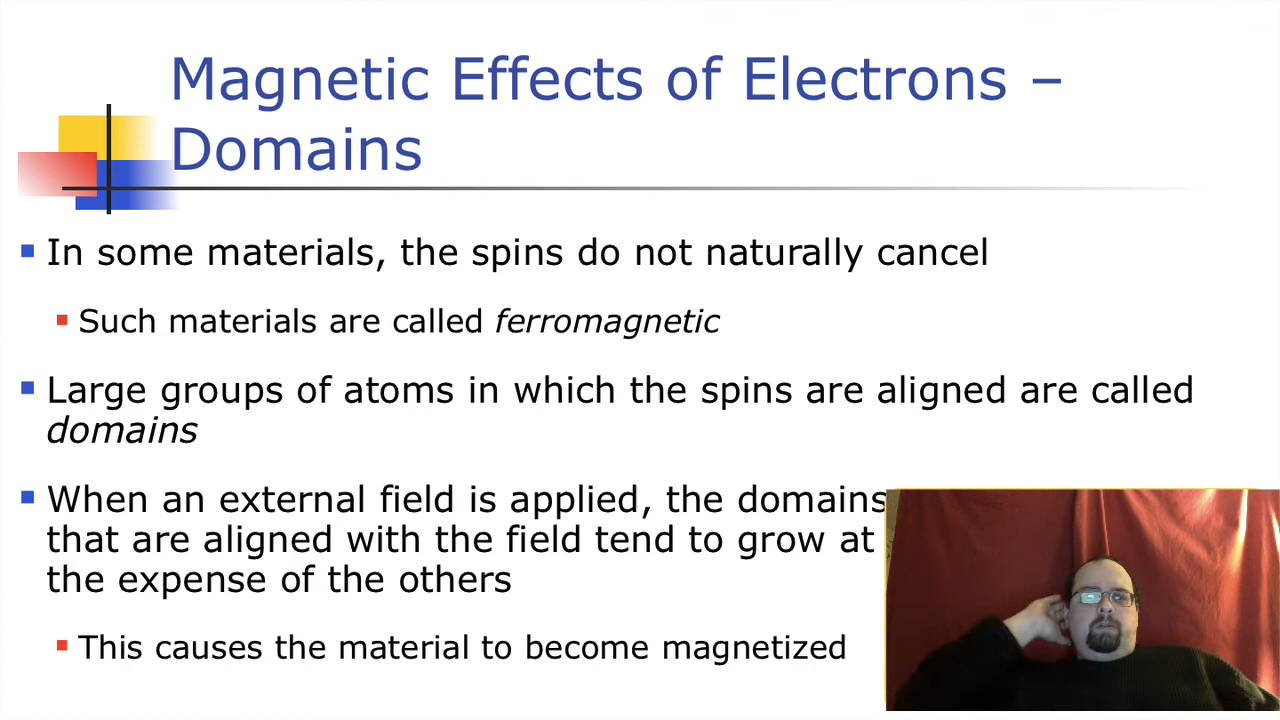 Magnetic Effects of Electrons –
Domains
In some materials, the spins do not naturally cancel
Such materials are called ferromagnetic
Large groups of atoms in which the spins are aligned are called
domains
When an external field is applied, the domains
that are aligned with the field tend to grow at
the expense of the others
This causes the material to become magnetized